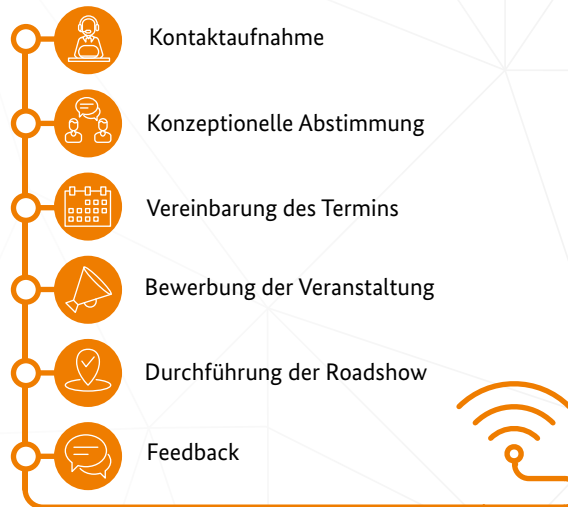 Kontaktaufnahme
Konzeptionelle Abstimmung
Vereinbarung des Termins
Bewerbung der Veranstaltung
Durchführung der Roadshow
Feedback